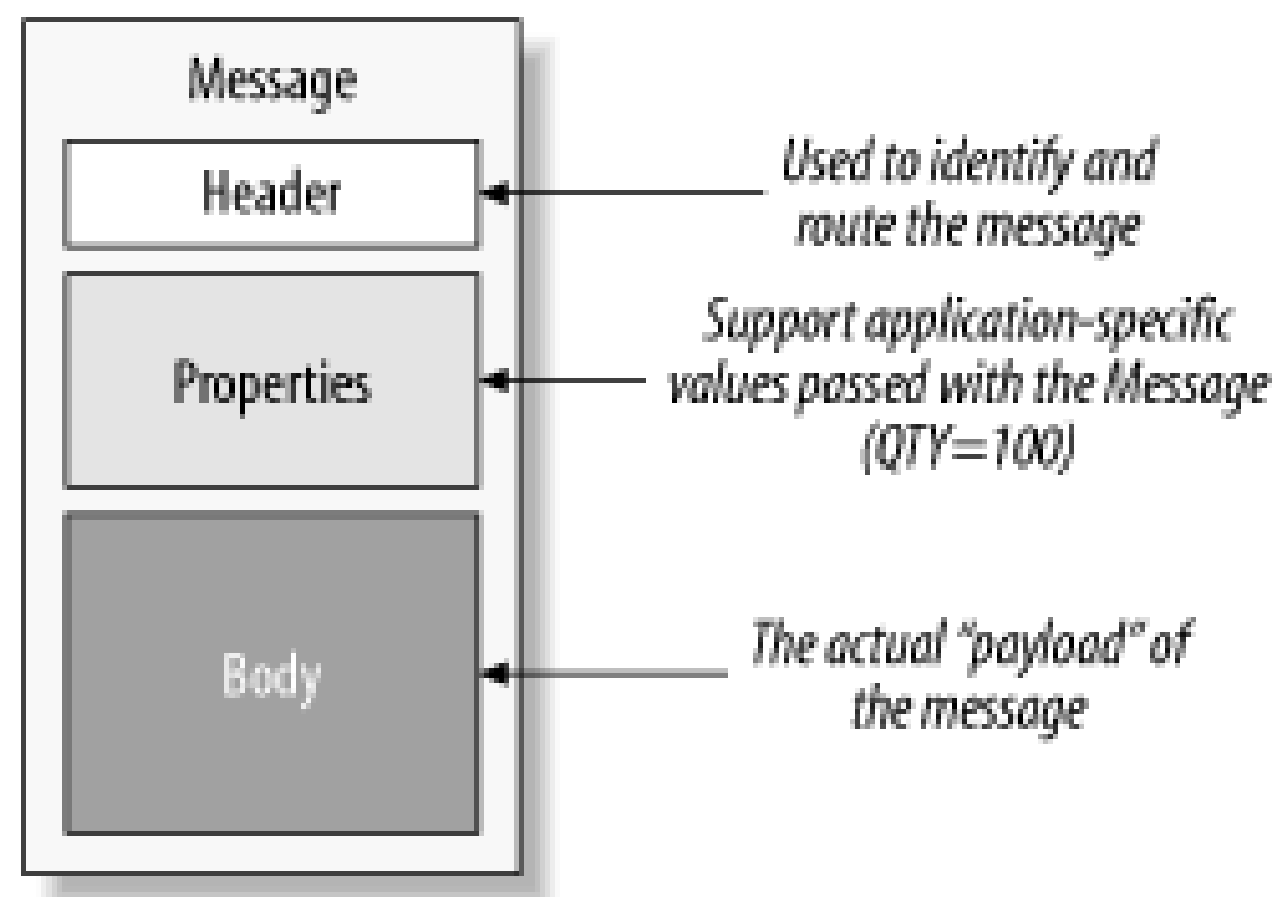 Message
Header
Used to identify and
route the message
Properties
Support application-specific
values passed with the Message
(QTY=100)
Body
The actual “payload” of
the message